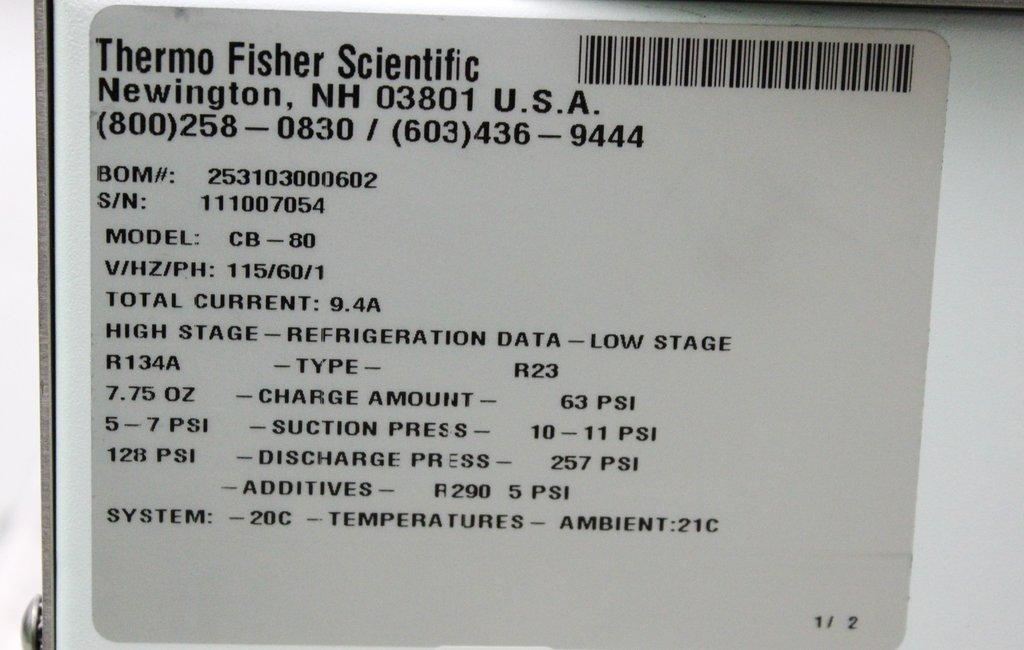 Thermo Fisher Scientific
Newington, NH 03801 U.S.A.
(800)258-0830 / (603)436-9444
BOM#: 253103000602
S/N: 111007054
MODEL: CB-80
V/HZ/PH: 115/60/1
TOTAL CURRENT: 9.4A
HIGH STAGE-REFRIGERATION DATA-LOW STAGE
R134A -TYPE- R23
7.75 OZ -CHARGE AMOUNT- 63 PSI
5-7 PSI -SUCTION PRESS- 10-11 PSI
128 PSI -DISCHARGE PRESS- 257 PSI
-ADDITIVES- R290 5 PSI
SYSTEM: -20C -TEMPERATURES- AMBIENT:21C
1/ 2